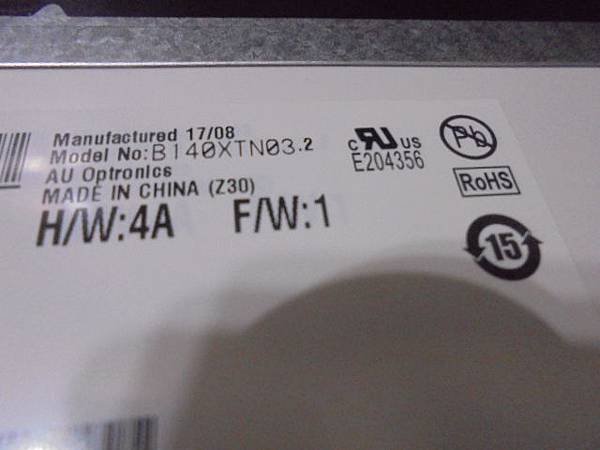 Manufactured 17/08
Model No:B140XTN03.2
AU Optronics
MADE IN CHINA (Z30)
H/W:4A F/W:1
c RU US
E204356
Pb
RoHS
15